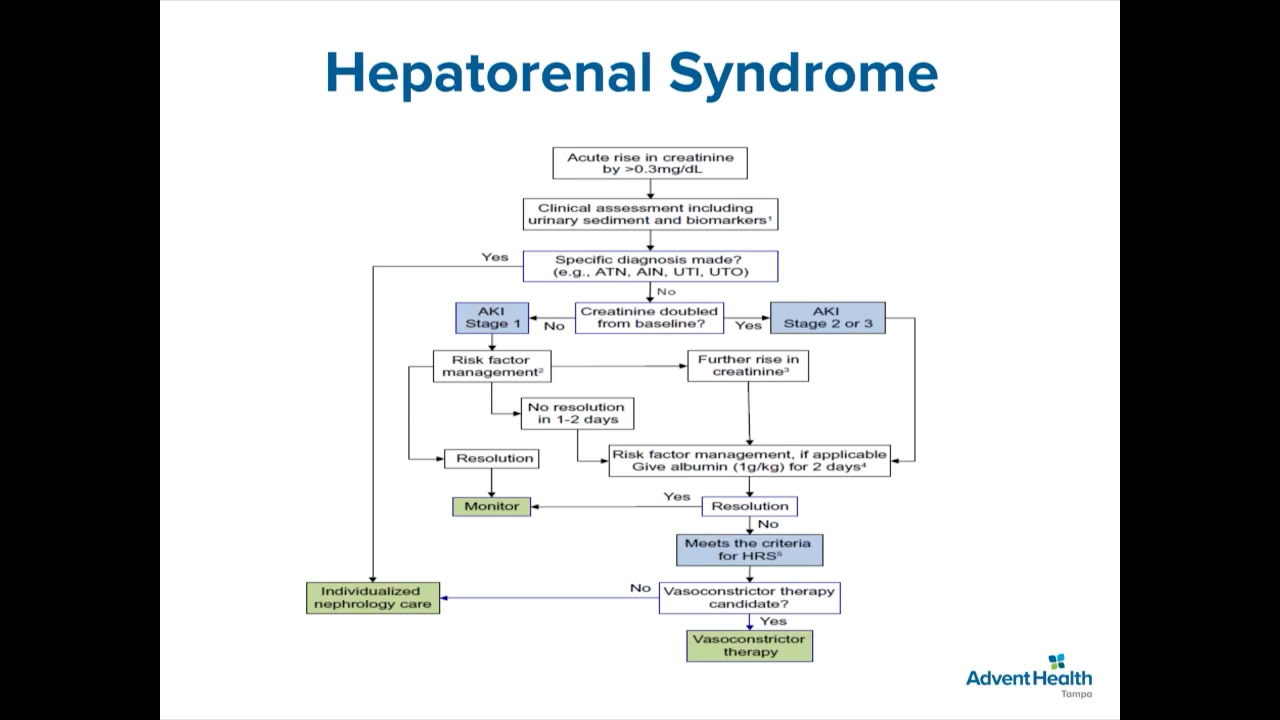 Hepatorenal Syndrome
Acute rise in creatinine
by >0.3mg/dL
Clinical assessment including
urinary sediment and biomarkers¹
Yes
Specific diagnosis made?
(e.g., ATN, AIN, UTI, UTO)
No
AKI
Stage 1
No
Creatinine doubled
from baseline?
Yes
AKI
Stage 2 or 3
Risk factor
management²
Further rise in
creatinine³
No resolution
in 1-2 days
Resolution
Risk factor management, if applicable
Give albumin (1g/kg) for 2 days⁴
Monitor
Yes
Resolution
No
Meets the criteria
for HRS⁵
Individualized
nephrology care
No
Vasoconstrictor therapy
candidate?
Yes
Vasoconstrictor
therapy
AdventHealth
Tampa